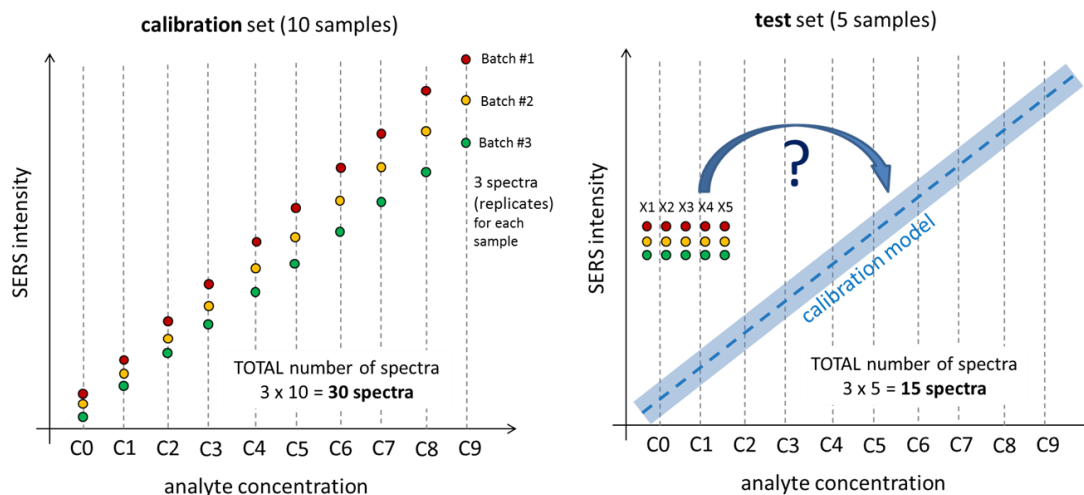 calibration set (10 samples)
SERS intensity
Batch #1
Batch #2
Batch #3
3 spectra
(replicates)
for each
sample
TOTAL number of spectra
3 x 10 = 30 spectra
C0 C1 C2 C3 C4 C5 C6 C7 C8 C9
analyte concentration
test set (5 samples)
SERS intensity
?
X1 X2 X3 X4 X5
calibration model
TOTAL number of spectra
3 x 5 = 15 spectra
C0 C1 C2 C3 C4 C5 C6 C7 C8 C9
analyte concentration